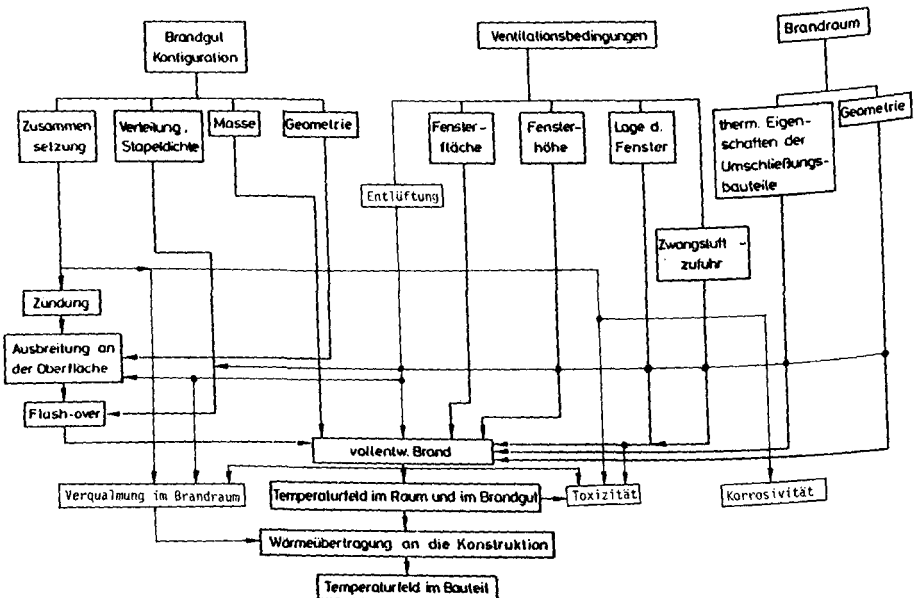 Brandgut
Konfiguration
Ventilationsbedingungen
Brandraum
Zusammen
setzung
Verteilung,
Stapeldichte
Masse
Geometrie
Fenster-
fläche
Fenster-
höhe
Lage d.
Fenster
therm. Eigen-
schaften der
Umschließungs-
bauteile
Geometrie
Entlüftung
Zwangsluft -
zufuhr
Zündung
Ausbreitung an
der Oberfläche
Flash-over
vollentw. Brand
Verqualmung im Brandraum
Temperaturfeld im Raum und im Brandgut
Toxizität
Korrosivität
Wärmeübertragung an die Konstruktion
Temperaturfeld im Bauteil